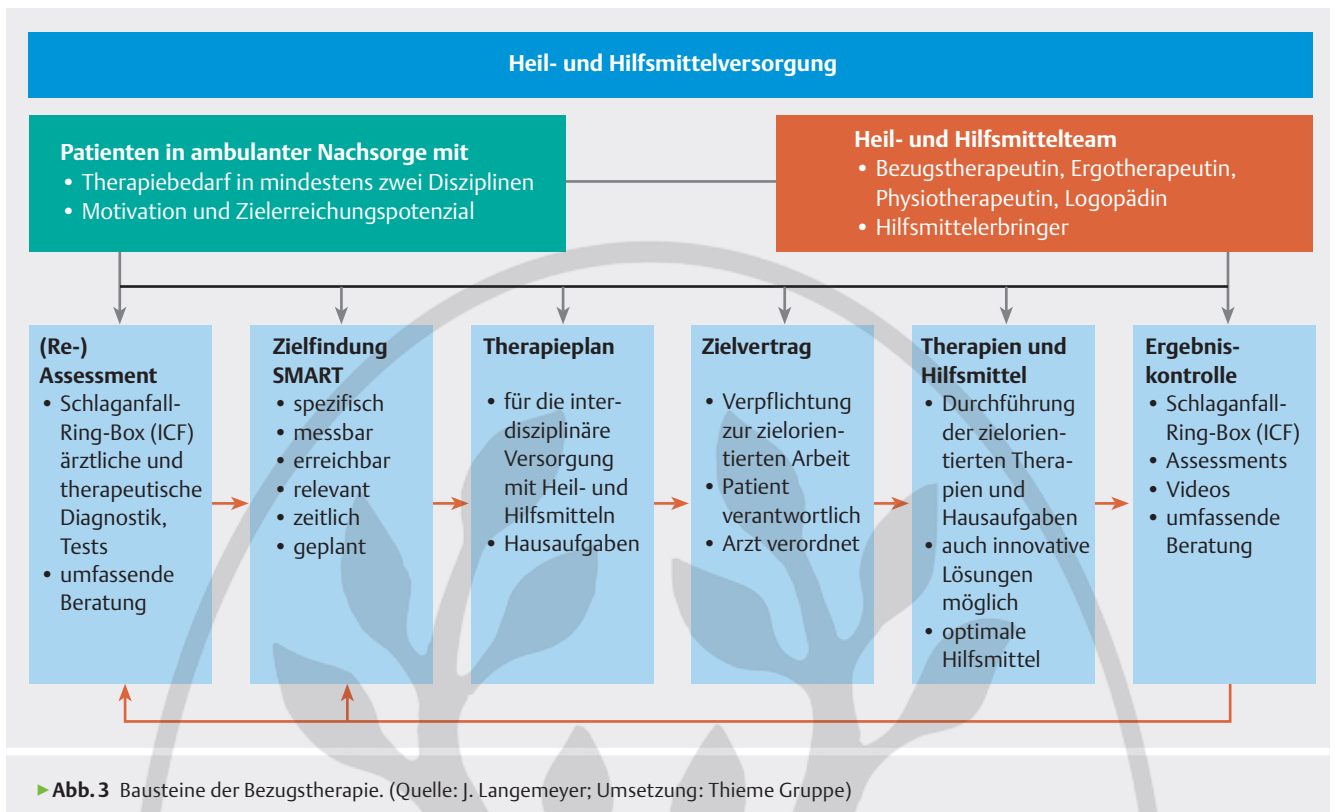 Heil- und Hilfsmittelversorgung
Patienten in ambulanter Nachsorge mit
• Therapiebedarf in mindestens zwei Disziplinen
• Motivation und Zielerreichungspotenzial
Heil- und Hilfsmittelteam
• Bezugstherapeutin, Ergotherapeutin,
Physiotherapeutin, Logopädin
• Hilfsmittelerbringer
(Re-)
Assessment
• Schlaganfall-
Ring-Box (ICF)
ärztliche und
therapeutische
Diagnostik,
Tests
• umfassende
Beratung
Zielfindung
SMART
• spezifisch
• messbar
• erreichbar
• relevant
• zeitlich
• geplant
Therapieplan
• für die inter-
disziplinäre
Versorgung
mit Heil- und
Hilfsmitteln
• Hausaufgaben
Zielvertrag
• Verpflichtung
zur zielorien-
tierten Arbeit
• Patient
verantwortlich
• Arzt verordnet
Therapien und
Hilfsmittel
• Durchführung
der zielorien-
tierten Thera-
pien und
Hausaufgaben
• auch innovative
Lösungen
möglich
• optimale
Hilfsmittel
Ergebnis-
kontrolle
• Schlaganfall-
Ring-Box (ICF)
• Assessments
• Videos
• umfassende
Beratung
▶ Abb. 3 Bausteine der Bezugstherapie. (Quelle: J. Langemeyer; Umsetzung: Thieme Gruppe)